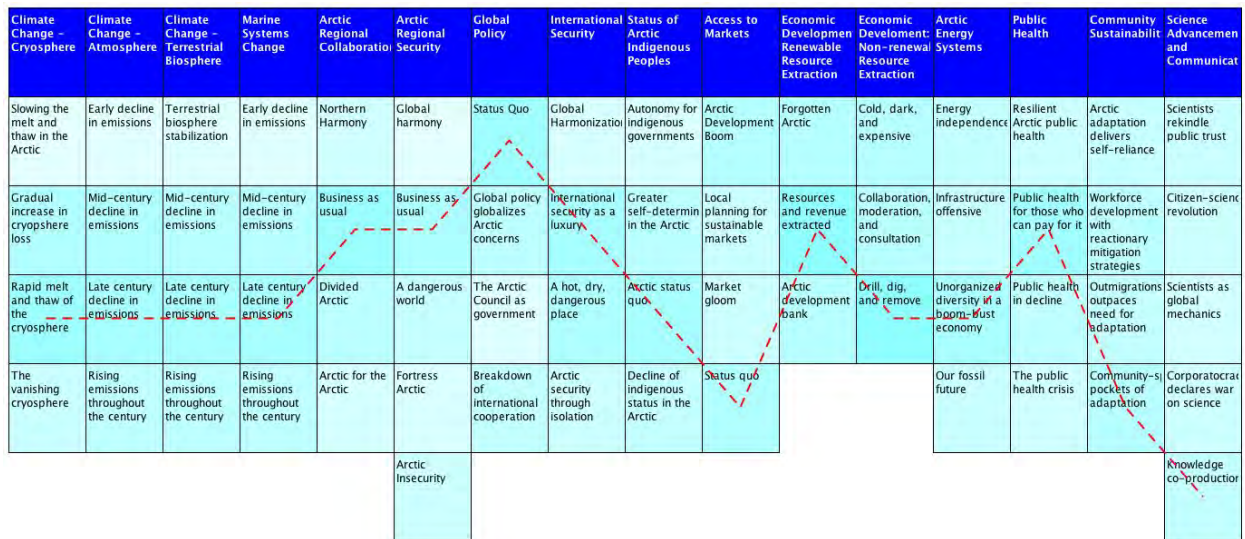 Climate
Change -
Cryosphere
Climate
Change -
Atmosphere
Climate
Change -
Terrestrial
Biosphere
Marine
Systems
Change
Arctic
Regional
Collaboration
Arctic
Regional
Security
Global
Policy
International
Security
Status of
Arctic
Indigenous
Peoples
Access to
Markets
Economic
Developmen
Renewable
Resource
Extraction
Economic
Develoment:
Non-renewal
Resource
Extraction
Arctic
Energy
Systems
Public
Health
Community
Sustainabilit
Science
Advancemen
and
Communicat
Slowing the
melt and
thaw in the
Arctic
Early decline
in emissions
Terrestrial
biosphere
stabilization
Early decline
in emissions
Northern
Harmony
Global
harmony
Status Quo
Global
Harmonizatio
Autonomy for
indigenous
governments
Arctic
Development
Boom
Forgotten
Arctic
Cold, dark,
and
expensive
Energy
independence
Resilient
Arctic public
health
Arctic
adaptation
delivers
self-reliance
Scientists
rekindle
public trust
Gradual
increase in
cryopshere
loss
Mid-century
decline in
emissions
Mid-century
decline in
emissions
Mid-century
decline in
emissions
Business as
usual
Business as
usual
Global policy
globalizes
Arctic
concerns
International
security as a
luxury
Greater
self-determin
in the Arctic
Local
planning for
sustainable
markets
Resources
and revenue
extracted
Collaboration,
moderation,
and
consultation
Infrastructure
offensive
Public health
for those who
can pay for it
Workforce
development
with
reactionary
mitigation
strategies
Citizen-scienc
revolution
Rapid melt
and thaw of
the
cryosphere
Late century
decline in
emissions
Late century
decline in
emissions
Late century
decline in
emissions
Divided
Arctic
A dangerous
world
The Arctic
Council as
government
A hot, dry,
dangerous
place
Arctic status
quo
Market
gloom
Arctic
development
bank
Drill, dig,
and remove
Unorganized
diversity in a
boom-bust
economy
Public health
in decline
Outmigrations
outpaces
need for
adaptation
Scientists as
global
mechanics
The
vanishing
cryosphere
Rising
emissions
throughout
the century
Rising
emissions
throughout
the century
Rising
emissions
throughout
the century
Arctic for the
Arctic
Fortress
Arctic
Breakdown
of
international
cooperation
Arctic
security
through
isolation
Decline of
indigenous
status in the
Arctic
Status quo
Our fossil
future
The public
health crisis
Community-sp
pockets of
adaptation
Corporatocrac
declares war
on science
Arctic
Insecurity
Knowledge
co-production